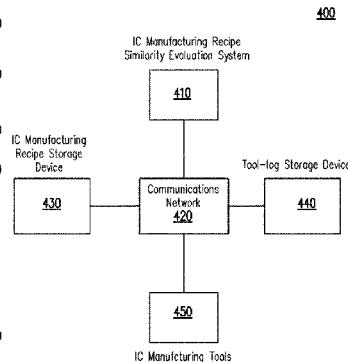 400
IC Manufacturing Recipe
Similarity Evaluation System
410
IC Manufacturing
Recipe Storage
Device
430
Communications
Network
420
Tool-log Storage Device
440
450
IC Manufcturing Tools